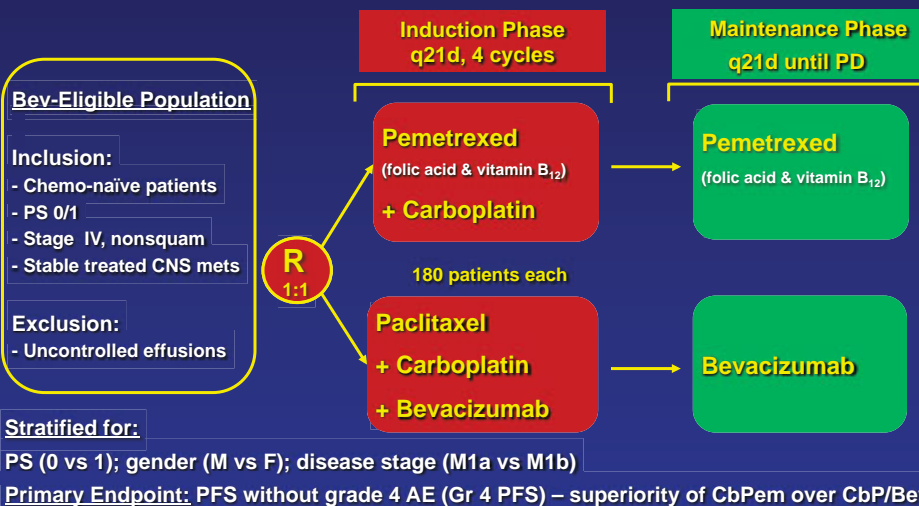 Induction Phase
q21d, 4 cycles
Maintenance Phase
q21d until PD
Bev-Eligible Population
Inclusion:
- Chemo-naïve patients
- PS 0/1
- Stage IV, nonsquam
- Stable treated CNS mets
Exclusion:
- Uncontrolled effusions
R
1:1
Pemetrexed
(folic acid & vitamin B12)
+ Carboplatin
Pemetrexed
(folic acid & vitamin B12)
180 patients each
Paclitaxel
+ Carboplatin
+ Bevacizumab
Bevacizumab
Stratified for:
PS (0 vs 1); gender (M vs F); disease stage (M1a vs M1b)
Primary Endpoint: PFS without grade 4 AE (Gr 4 PFS) – superiority of CbPem over CbP/Be